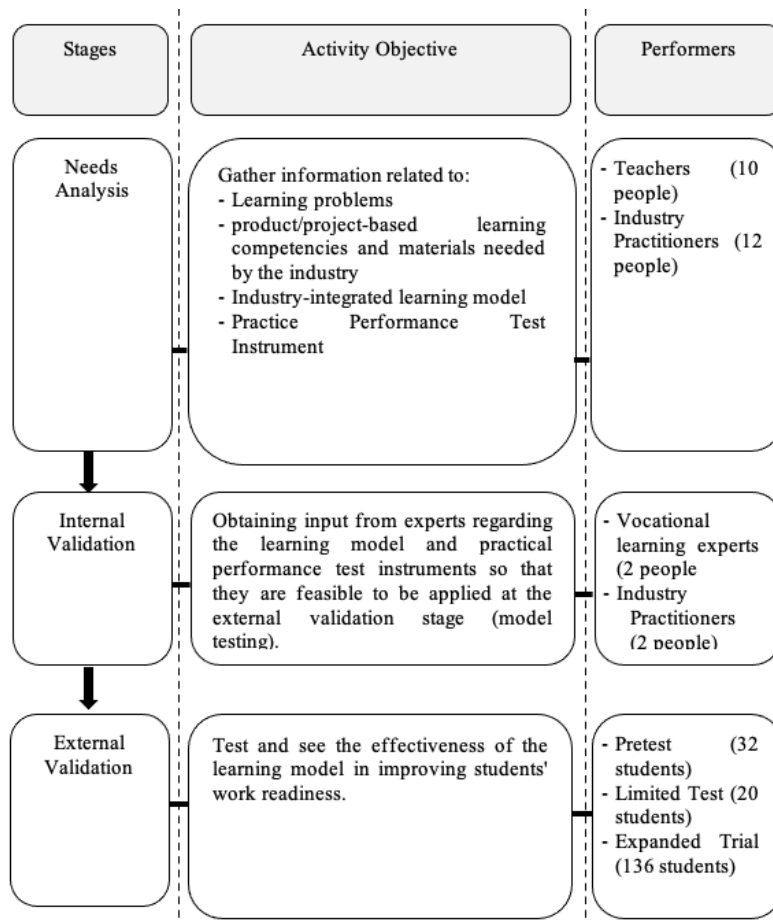 Stages
Activity Objective
Performers
Needs
Analysis
Gather information related to:
- Learning problems
- product/project-based learning
competencies and materials needed
by the industry
- Industry-integrated learning model
- Practice Performance Test
Instrument
- Teachers (10
people)
- Industry
Practitioners (12
people)
Internal
Validation
Obtaining input from experts regarding
the learning model and practical
performance test instruments so that
they are feasible to be applied at the
external validation stage (model
testing).
- Vocational
learning experts
(2 people
- Industry
Practitioners
(2 people)
External
Validation
Test and see the effectiveness of the
learning model in improving students'
work readiness.
- Pretest (32
students)
- Limited Test (20
students)
- Expanded Trial
(136 students)